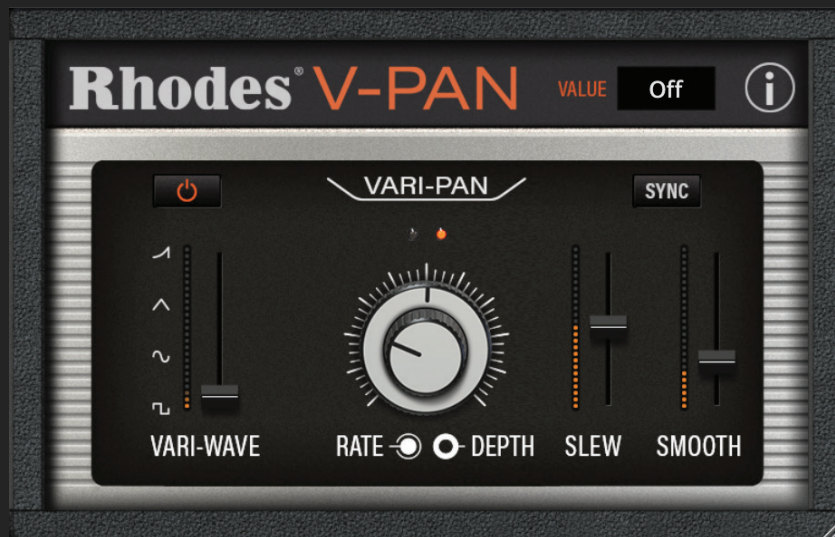 Rhodes® V-PAN VALUE Off i
VARI-PAN SYNC
VARI-WAVE RATE DEPTH SLEW SMOOTH